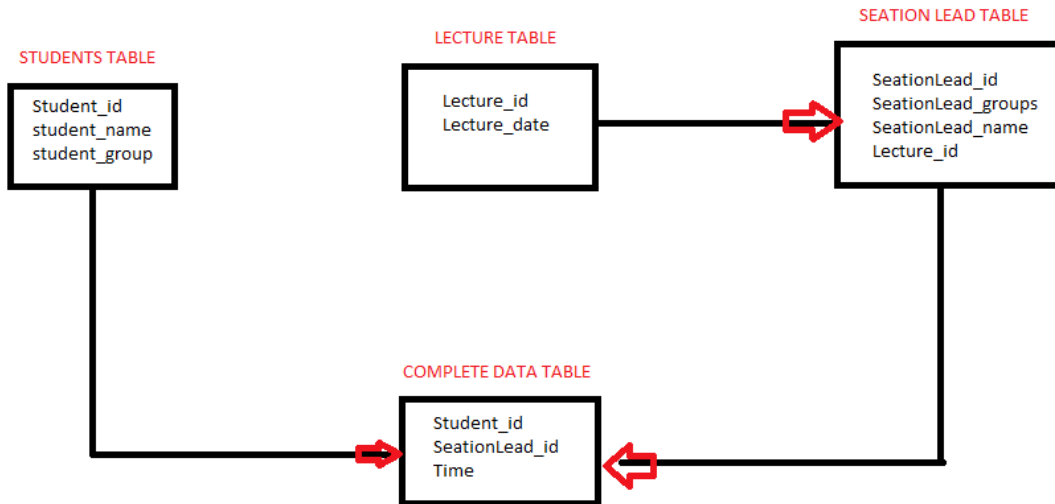 STUDENTS TABLE
Student_id
student_name
student_group
LECTURE TABLE
Lecture_id
Lecture_date
SEATION LEAD TABLE
SeationLead_id
SeationLead_groups
SeationLead_name
Lecture_id
COMPLETE DATA TABLE
Student_id
SeationLead_id
Time